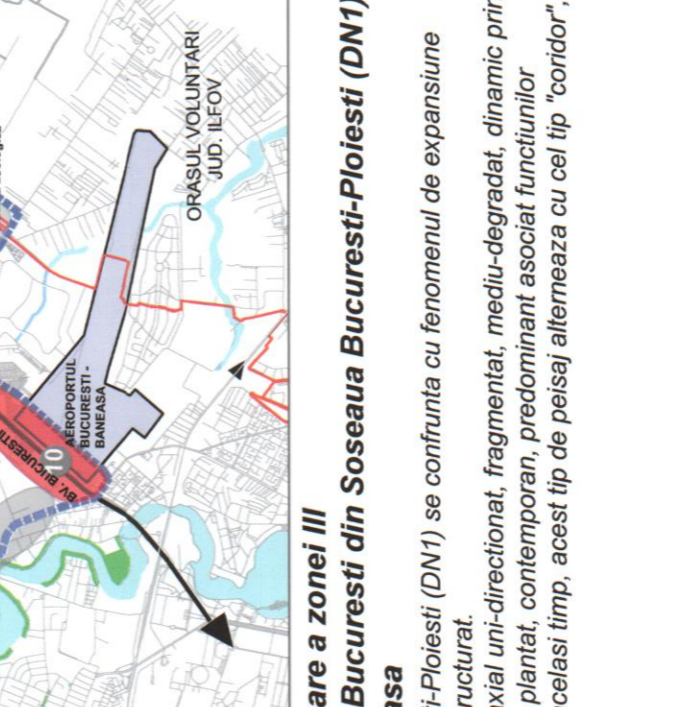 ORASUL VOLUNTARI
JUD. ILFOV
AEROPORTUL
BUCURESTI -
BANEASA
10
BV. BUCURESTI
are a zonei III
Bucuresti din Soseaua Bucuresti-Ploiesti (DN1)
asa
i-Ploiesti (DN1) se confrunta cu fenomenul de expansiune
ructurat.
axial uni-directionat, fragmentat, mediu-degradat, dinamic prin
plantat, contemporan, predominant asociat functiunilor
celasi timp, acest tip de peisaj alterneaza cu cel tip "coridor",